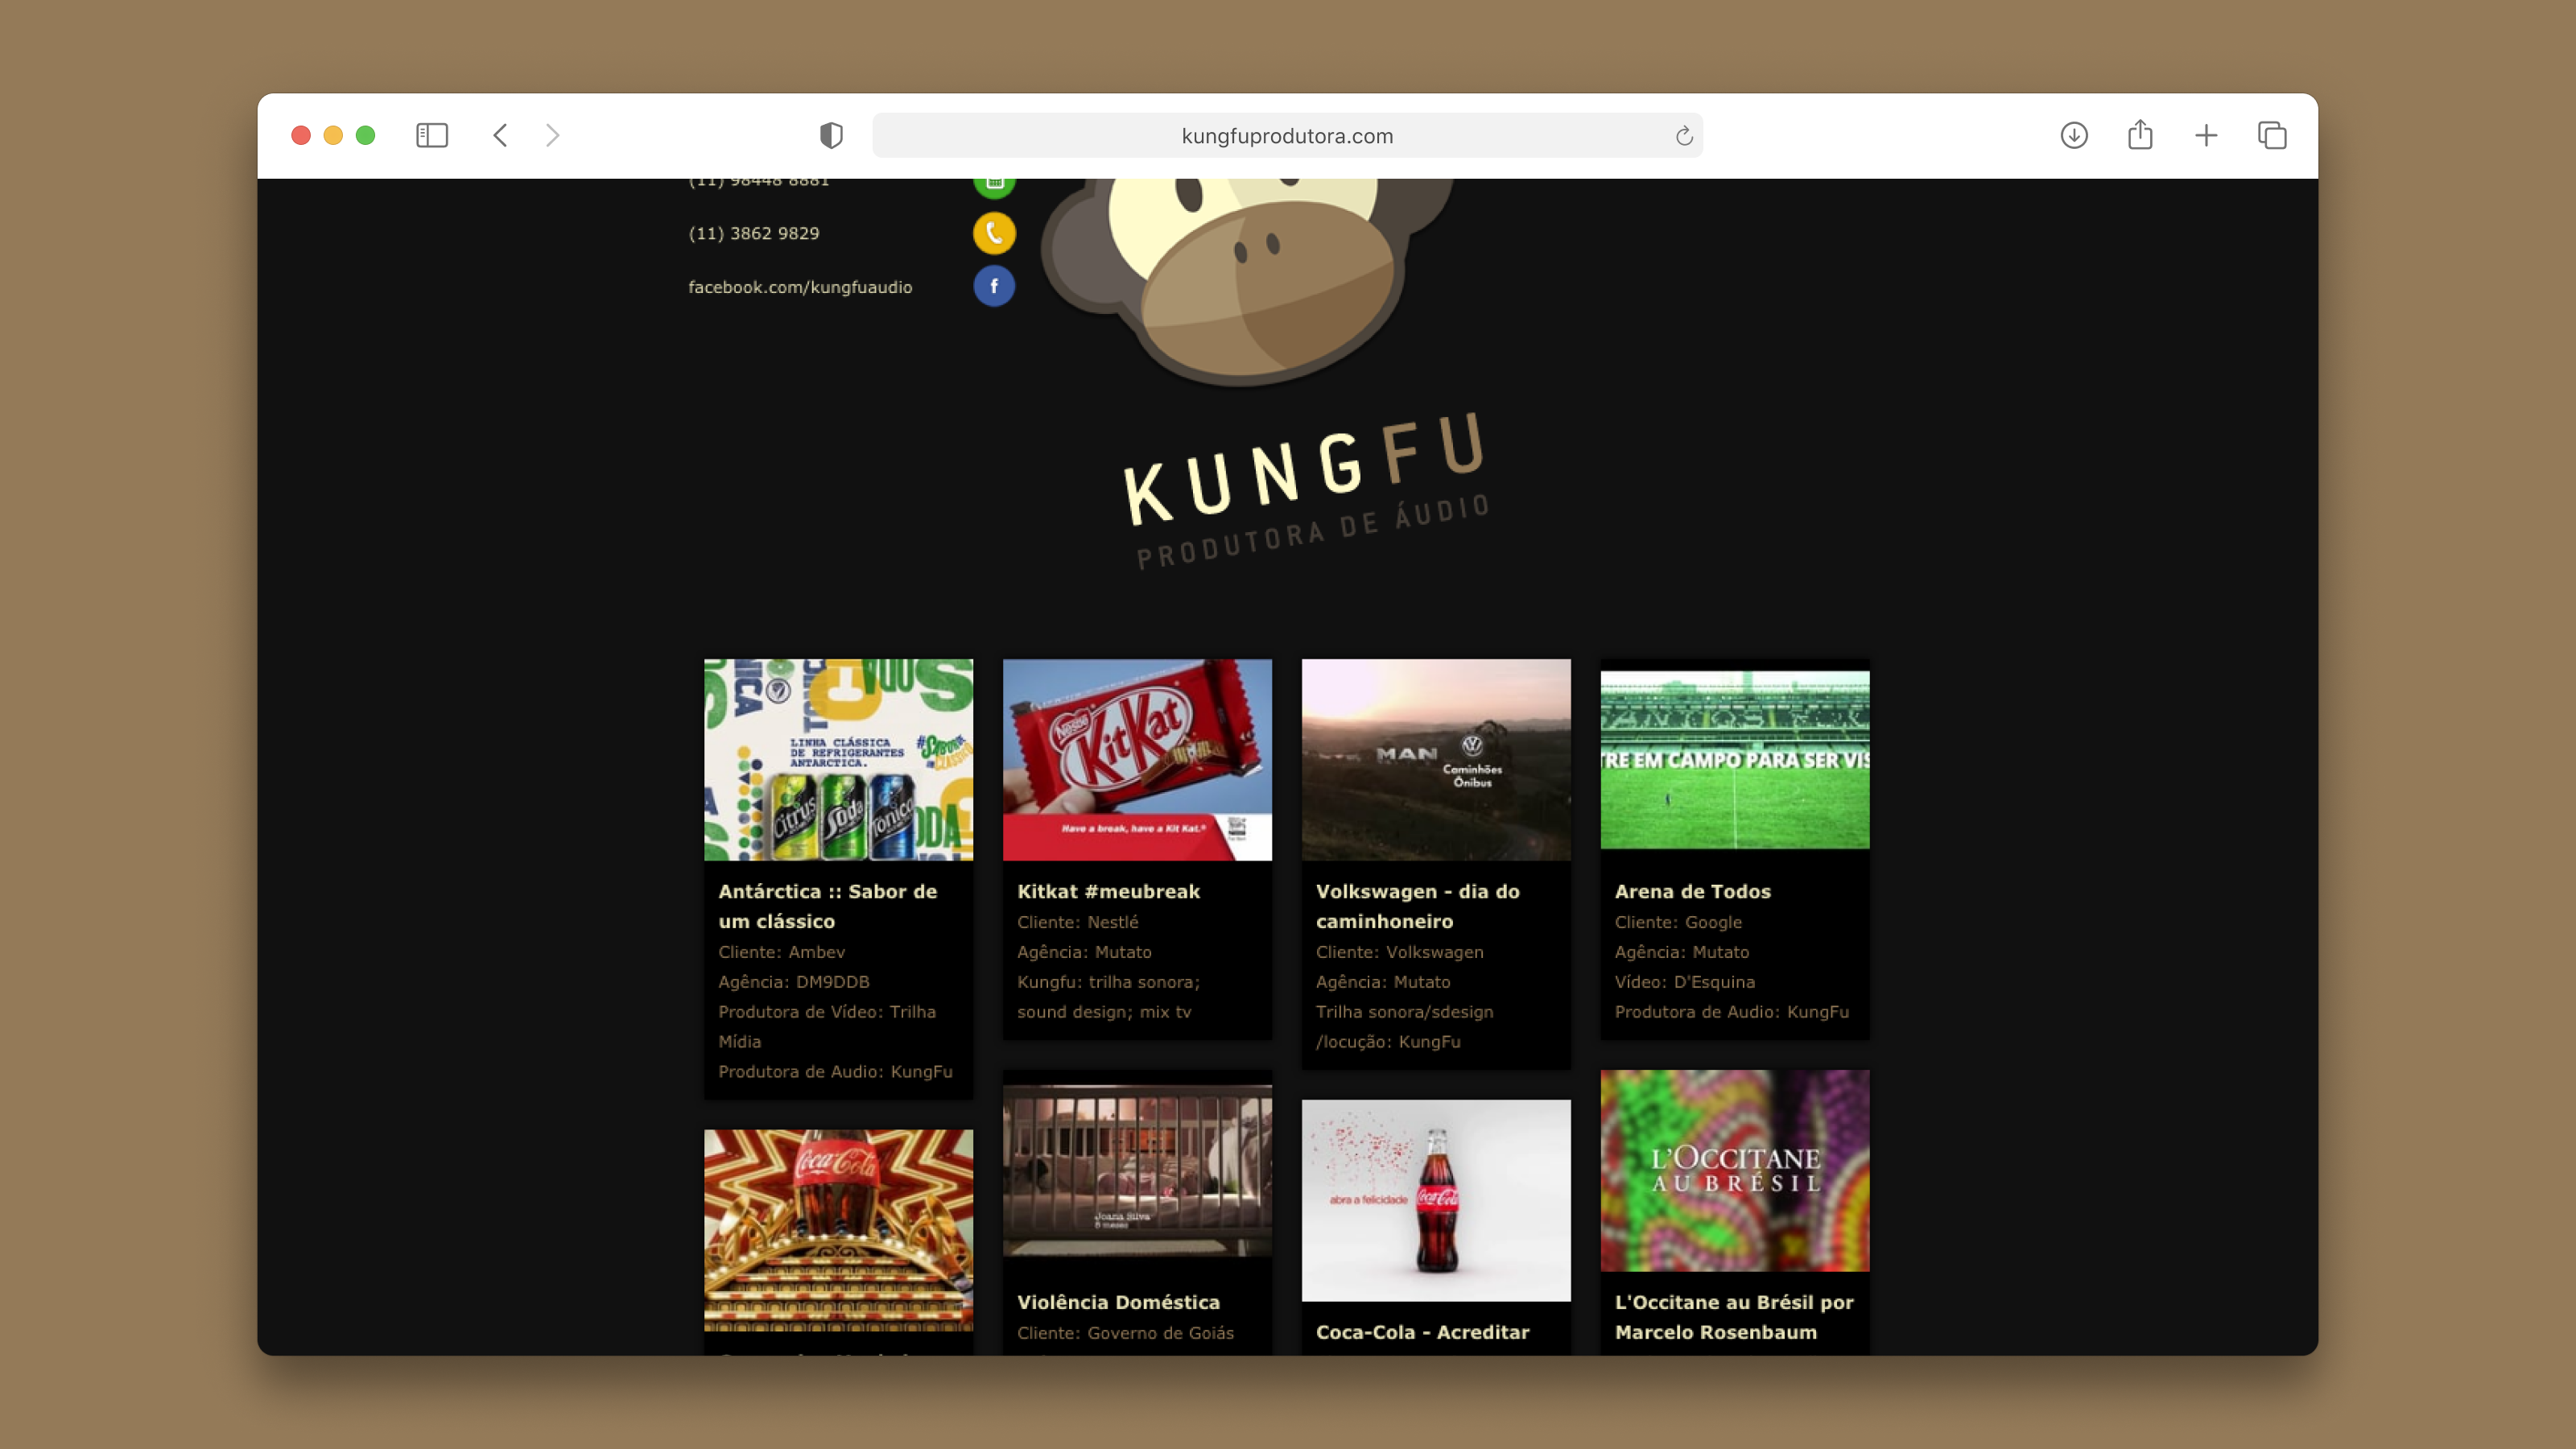 kungfuprodutora.com
(11) 98448 8881
(11) 3862 9829
facebook.com/kungfuaudio
f
KUNGFU
PRODUTORA DE ÁUDIO
LINHA CLÁSSICA
DE REFRIGERANTES
ANTARCTICA.
Citrus
Soda
Tônica
Antárctica :: Sabor de
um clássico
Cliente: Ambev
Agência: DM9DDB
Produtora de Vídeo: Trilha
Mídia
Produtora de Audio: KungFu
Nestlé
KitKat
Have a break, have a Kit Kat.®
Kitkat #meubreak
Cliente: Nestlé
Agência: Mutato
Kungfu: trilha sonora;
sound design; mix tv
MAN
Caminhões
Ônibus
Volkswagen - dia do
caminhoneiro
Cliente: Volkswagen
Agência: Mutato
Trilha sonora/sdesign
/locução: KungFu
TRE EM CAMPO PARA SER VIS
Arena de Todos
Cliente: Google
Agência: Mutato
Vídeo: D'Esquina
Produtora de Audio: KungFu
Coca-Cola
Joana Silva
8 meses
Violência Doméstica
Cliente: Governo de Goiás
abra a felicidade
Coca-Cola
Coca-Cola - Acreditar
L'OCCITANE
AU BRÉSIL
L'Occitane au Brésil por
Marcelo Rosenbaum